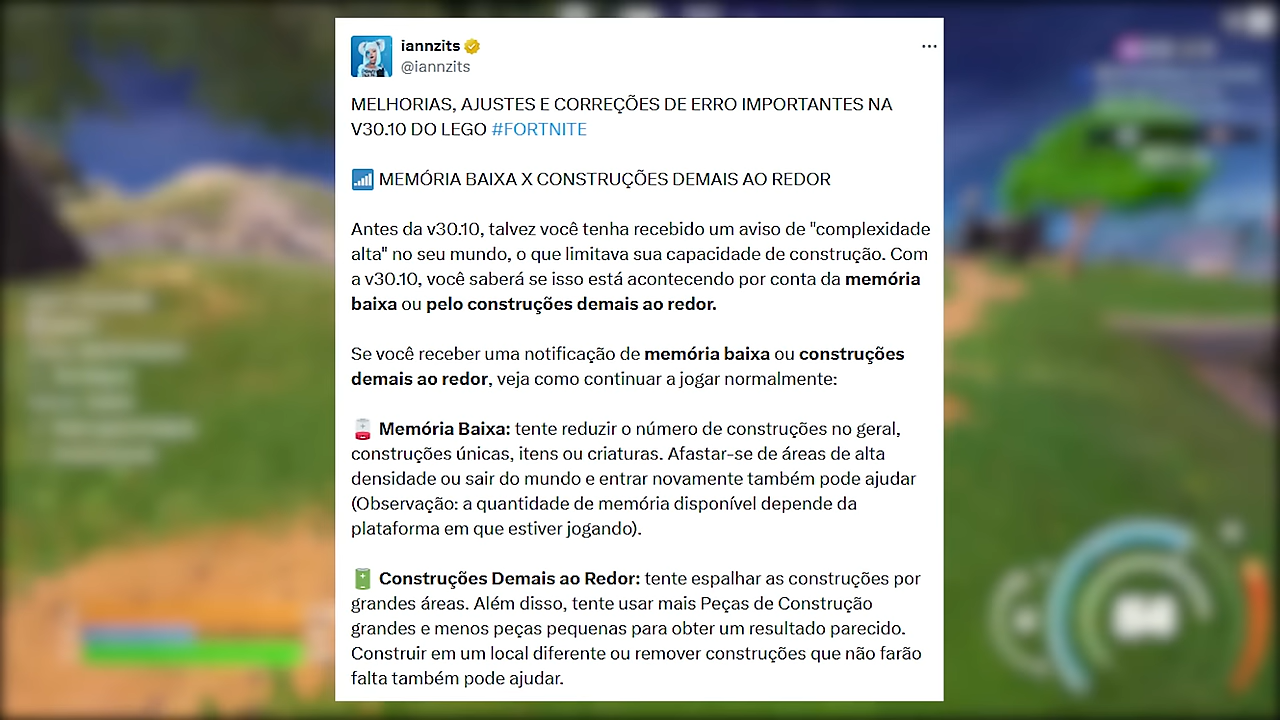 iannzits
@iannzits
MELHORIAS, AJUSTES E CORREÇÕES DE ERRO IMPORTANTES NA
V30.10 DO LEGO #FORTNITE
MEMÓRIA BAIXA X CONSTRUÇÕES DEMAIS AO REDOR
Antes da v30.10, talvez você tenha recebido um aviso de "complexidade
alta" no seu mundo, o que limitava sua capacidade de construção. Com
a v30.10, você saberá se isso está acontecendo por conta da memória
baixa ou pelo construções demais ao redor.
Se você receber uma notificação de memória baixa ou construções
demais ao redor, veja como continuar a jogar normalmente:
Memória Baixa: tente reduzir o número de construções no geral,
construções únicas, itens ou criaturas. Afastar-se de áreas de alta
densidade ou sair do mundo e entrar novamente também pode ajudar
(Observação: a quantidade de memória disponível depende da
plataforma em que estiver jogando).
Construções Demais ao Redor: tente espalhar as construções por
grandes áreas. Além disso, tente usar mais Peças de Construção
grandes e menos peças pequenas para obter um resultado parecido.
Construir em um local diferente ou remover construções que não farão
falta também pode ajudar.